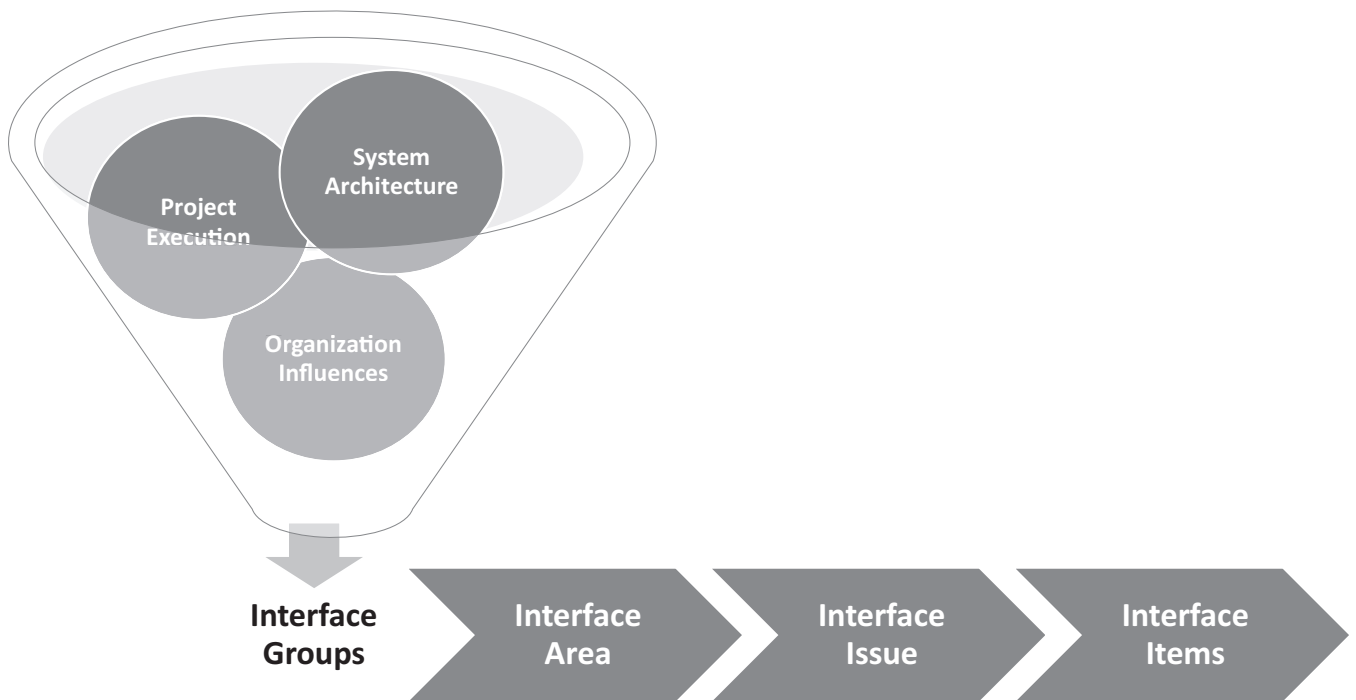 System
Architecture
Project
Execution
Organization
Influences
Interface
Groups
Interface
Area
Interface
Issue
Interface
Items